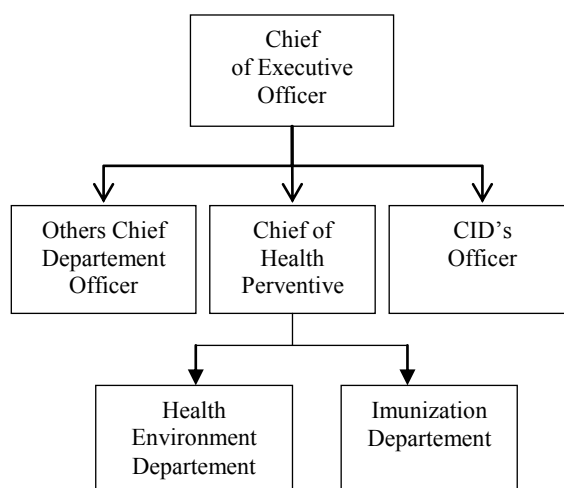 Chief
of Executive
Officer
Others Chief
Departement
Officer
Chief of
Health
Perventive
CID's
Officer
Health
Environment
Departement
Imunization
Departement